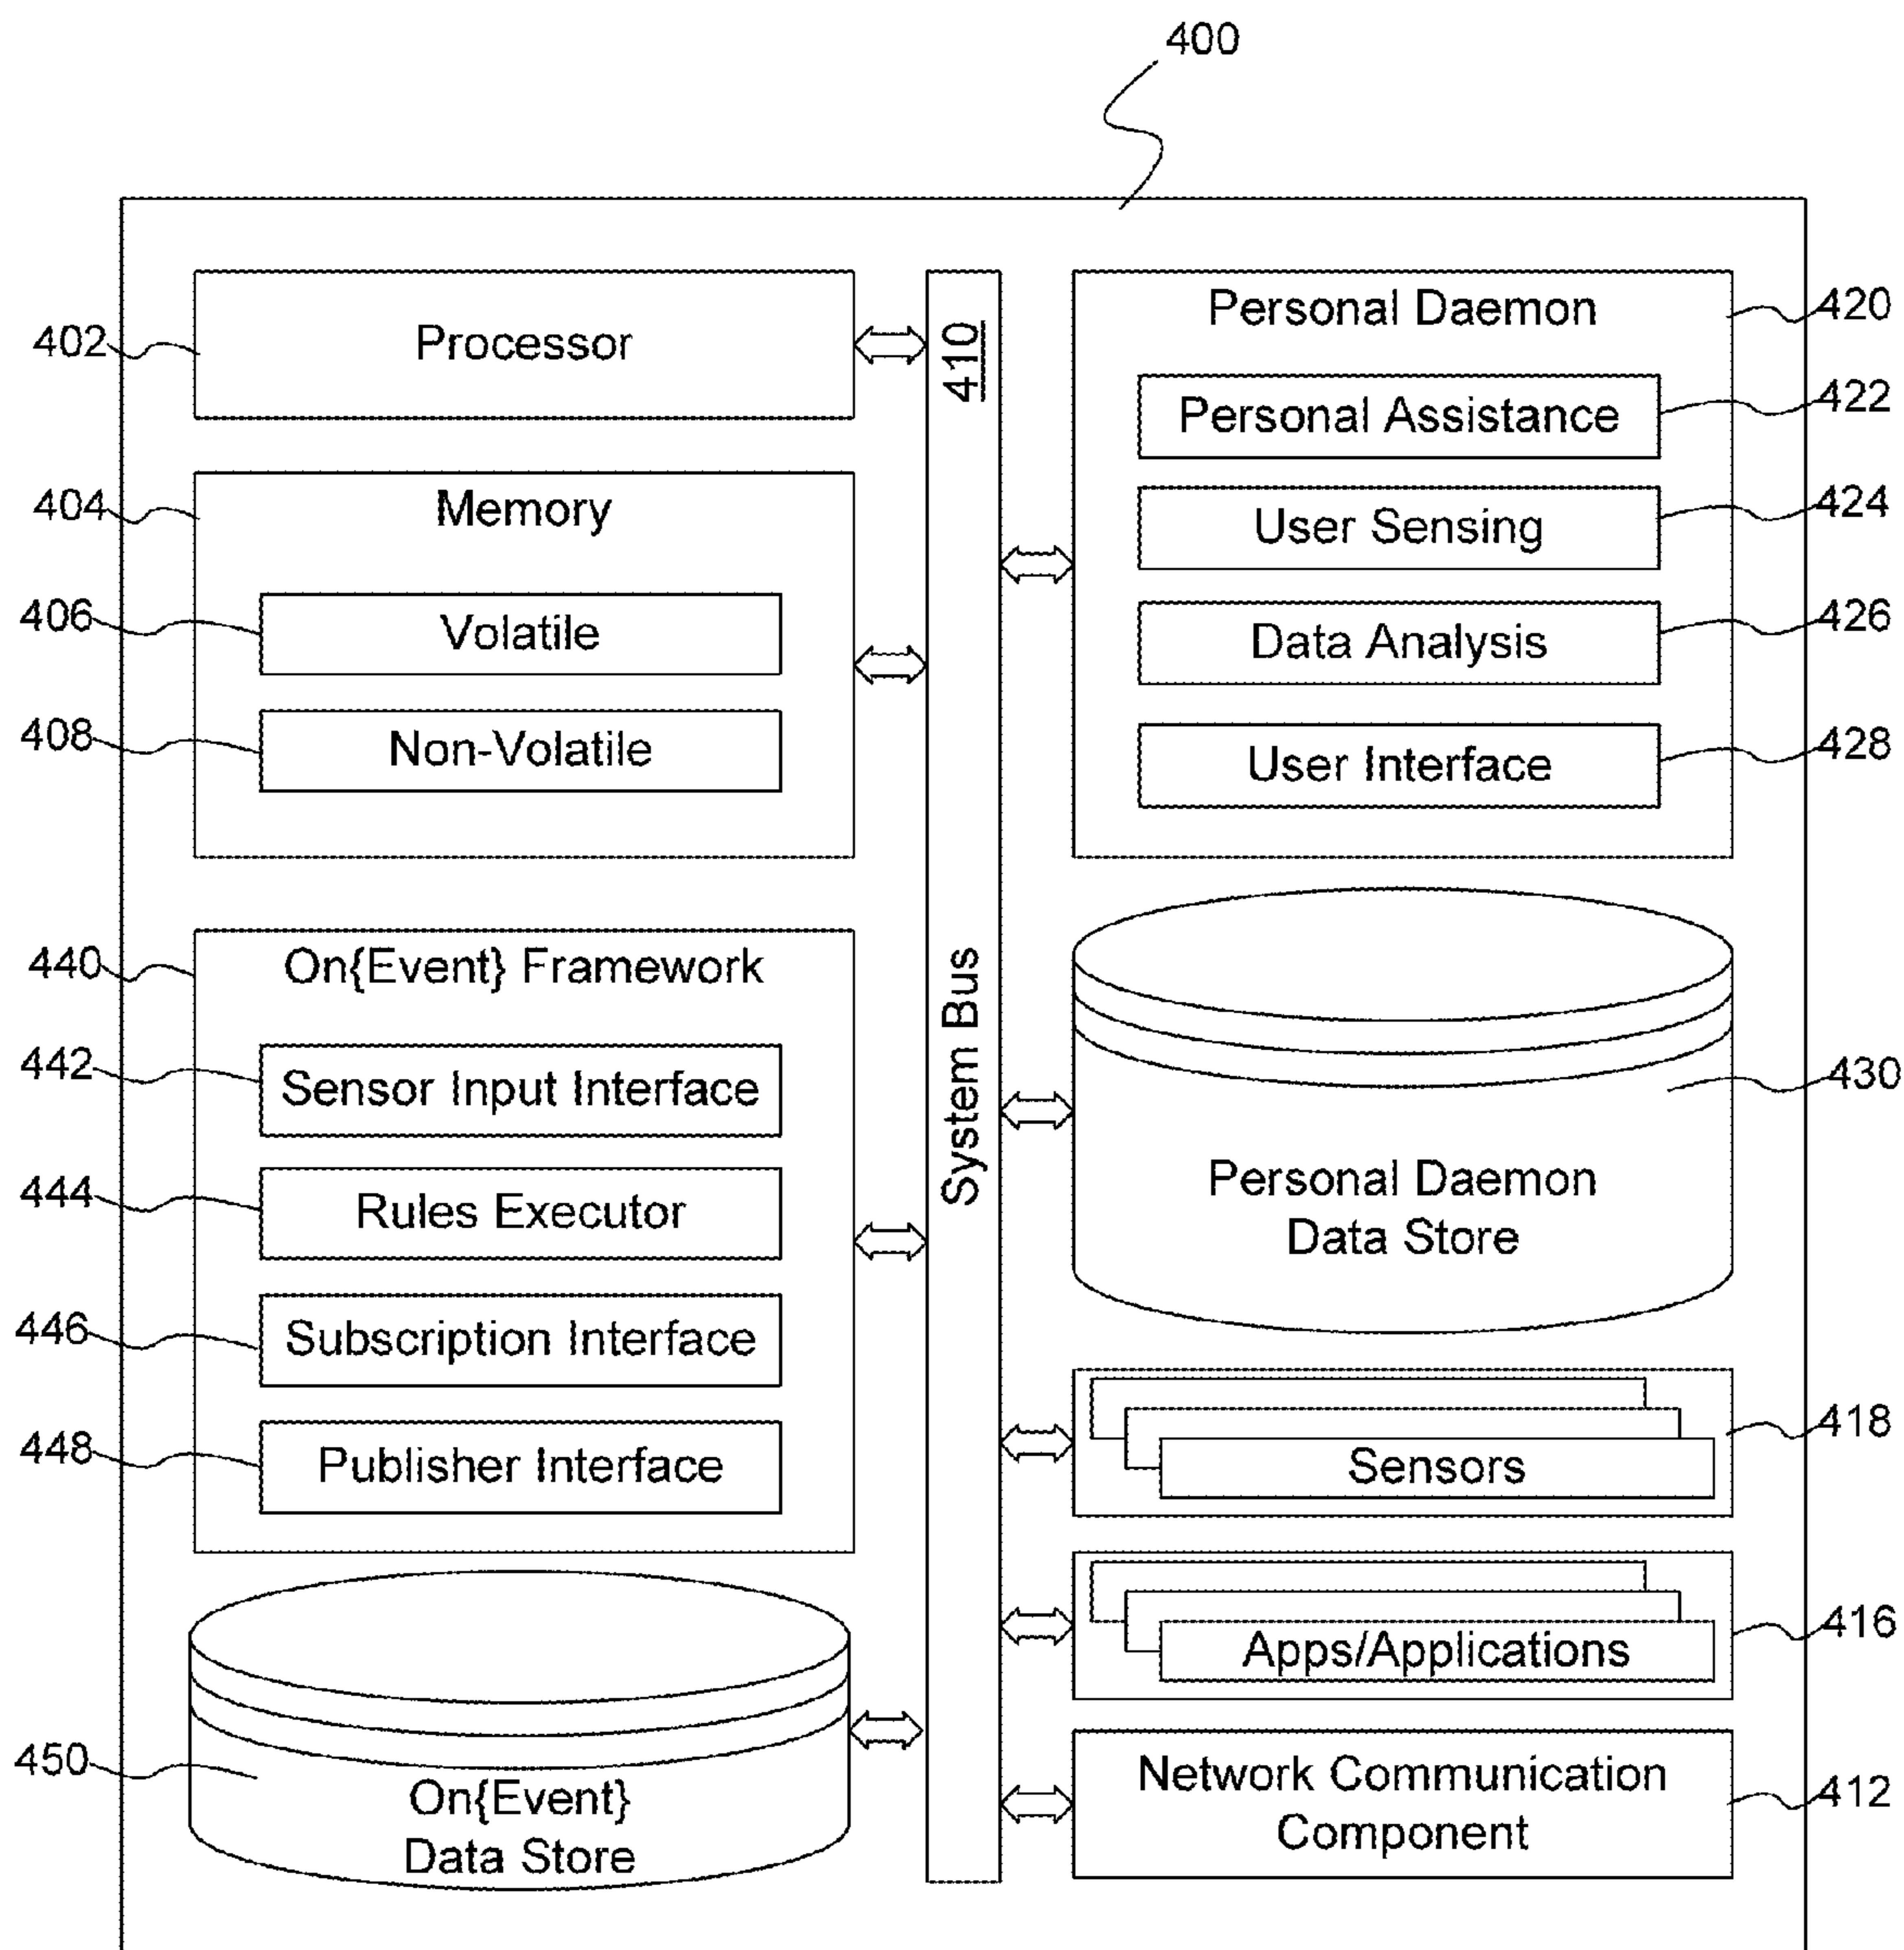 400
402
Processor
404
Memory
406
Volatile
408
Non-Volatile
440
On{Event} Framework
442
Sensor Input Interface
444
Rules Executor
446
Subscription Interface
448
Publisher Interface
450
On{Event}
Data Store
410
System Bus
Personal Daemon
420
Personal Assistance
422
User Sensing
424
Data Analysis
426
User Interface
428
430
Personal Daemon
Data Store
Sensors
418
Apps/Applications
416
Network Communication
Component
412